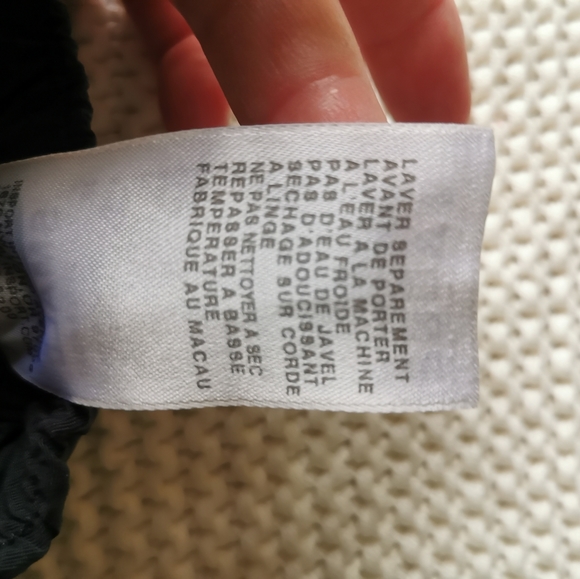 LAVER SEPAREMENT
AVANT DE PORTER
LAVER A LA MACHINE
A L'EAU FROIDE
PAS D'EAU DE JAVEL
PAS D'ADOUCISSANT
SECHAGE SUR CORDE
A LINGE
NE PAS NETTOYER A SEC
REPASSER A BASSE
TEMPERATURE
FABRIQUE AU MACAU